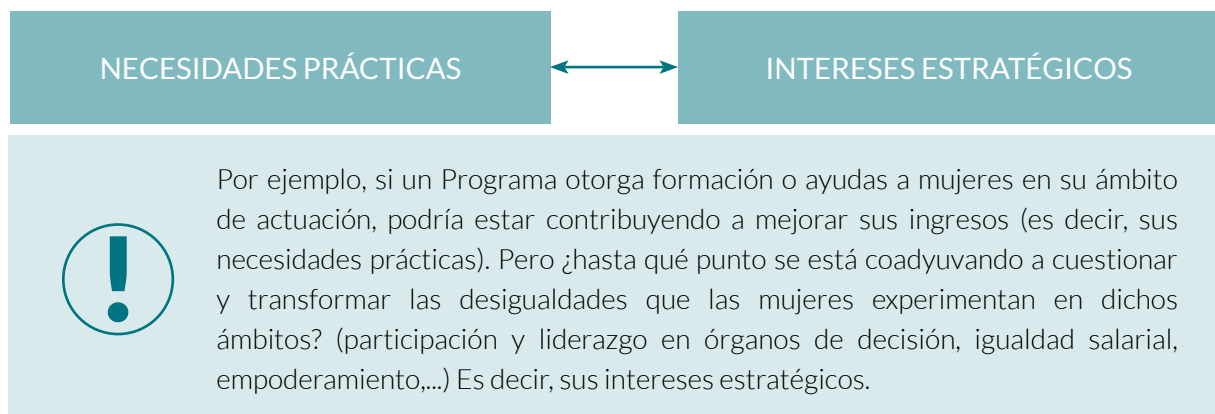 NECESIDADES PRÁCTICAS
INTERESES ESTRATÉGICOS
Por ejemplo, si un Programa otorga formación o ayudas a mujeres en su ámbito
de actuación, podría estar contribuyendo a mejorar sus ingresos (es decir, sus
necesidades prácticas). Pero ¿hasta qué punto se está coadyuvando a cuestionar
y transformar las desigualdades que las mujeres experimentan en dichos
ámbitos? (participación y liderazgo en órganos de decisión, igualdad salarial,
empoderamiento,...) Es decir, sus intereses estratégicos.